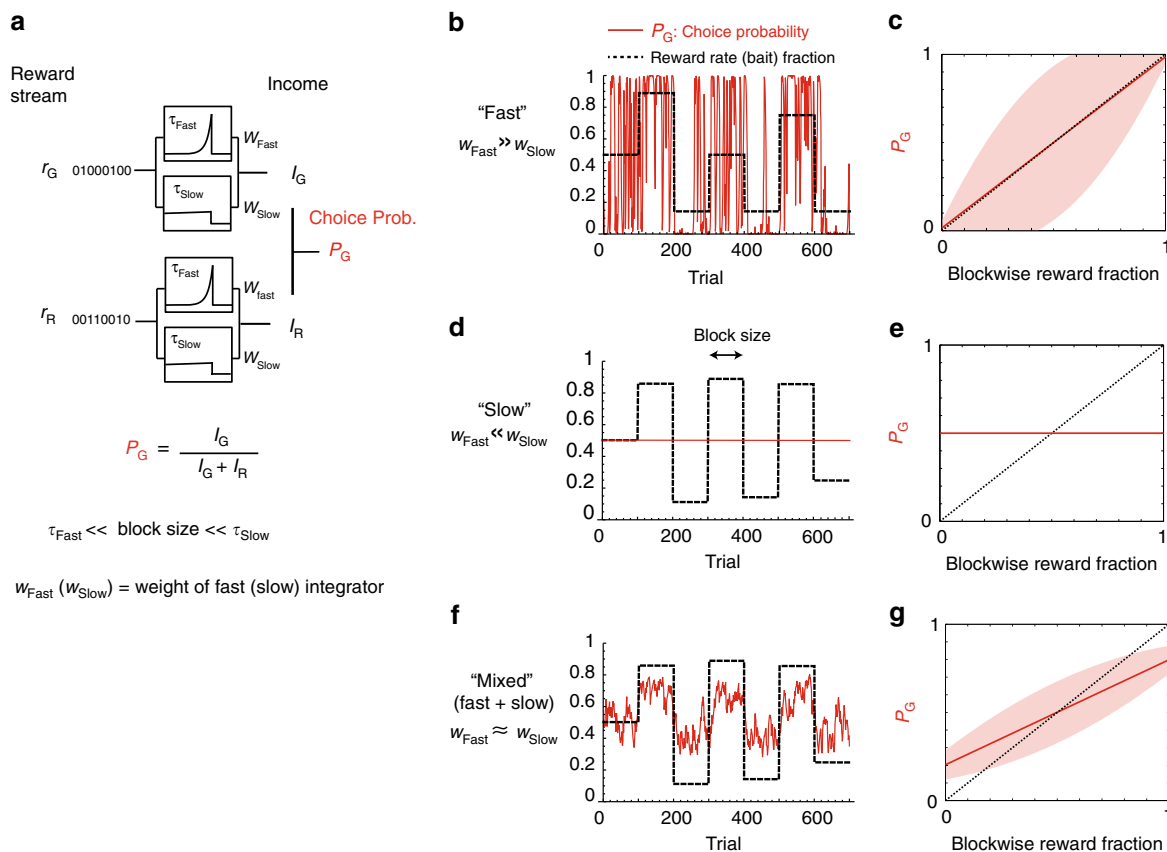 a
Reward stream
Income
τFast
wFast
rG 01000100
IG
τSlow
wSlow
Choice Prob.
PG
τFast
wfast
rR 00110010
IR
τSlow
wSlow
PG = IG / IG + IR
τFast << block size << τSlow
wFast (wSlow) = weight of fast (slow) integrator
b
PG: Choice probability
Reward rate (bait) fraction
“Fast”
wFast » wSlow
1
0.8
0.6
0.4
0.2
0
0 200 400 600
Trial
c
1
PG
0
0 1
Blockwise reward fraction
d
Block size
“Slow”
wFast « wSlow
1
0.8
0.6
0.4
0.2
0
0 200 400 600
Trial
e
1
PG
0
0 1
Blockwise reward fraction
f
“Mixed”
(fast + slow)
wFast ≈ wSlow
1
0.8
0.6
0.4
0.2
0
0 200 400 600
Trial
g
1
PG
0
0 1
Blockwise reward fraction